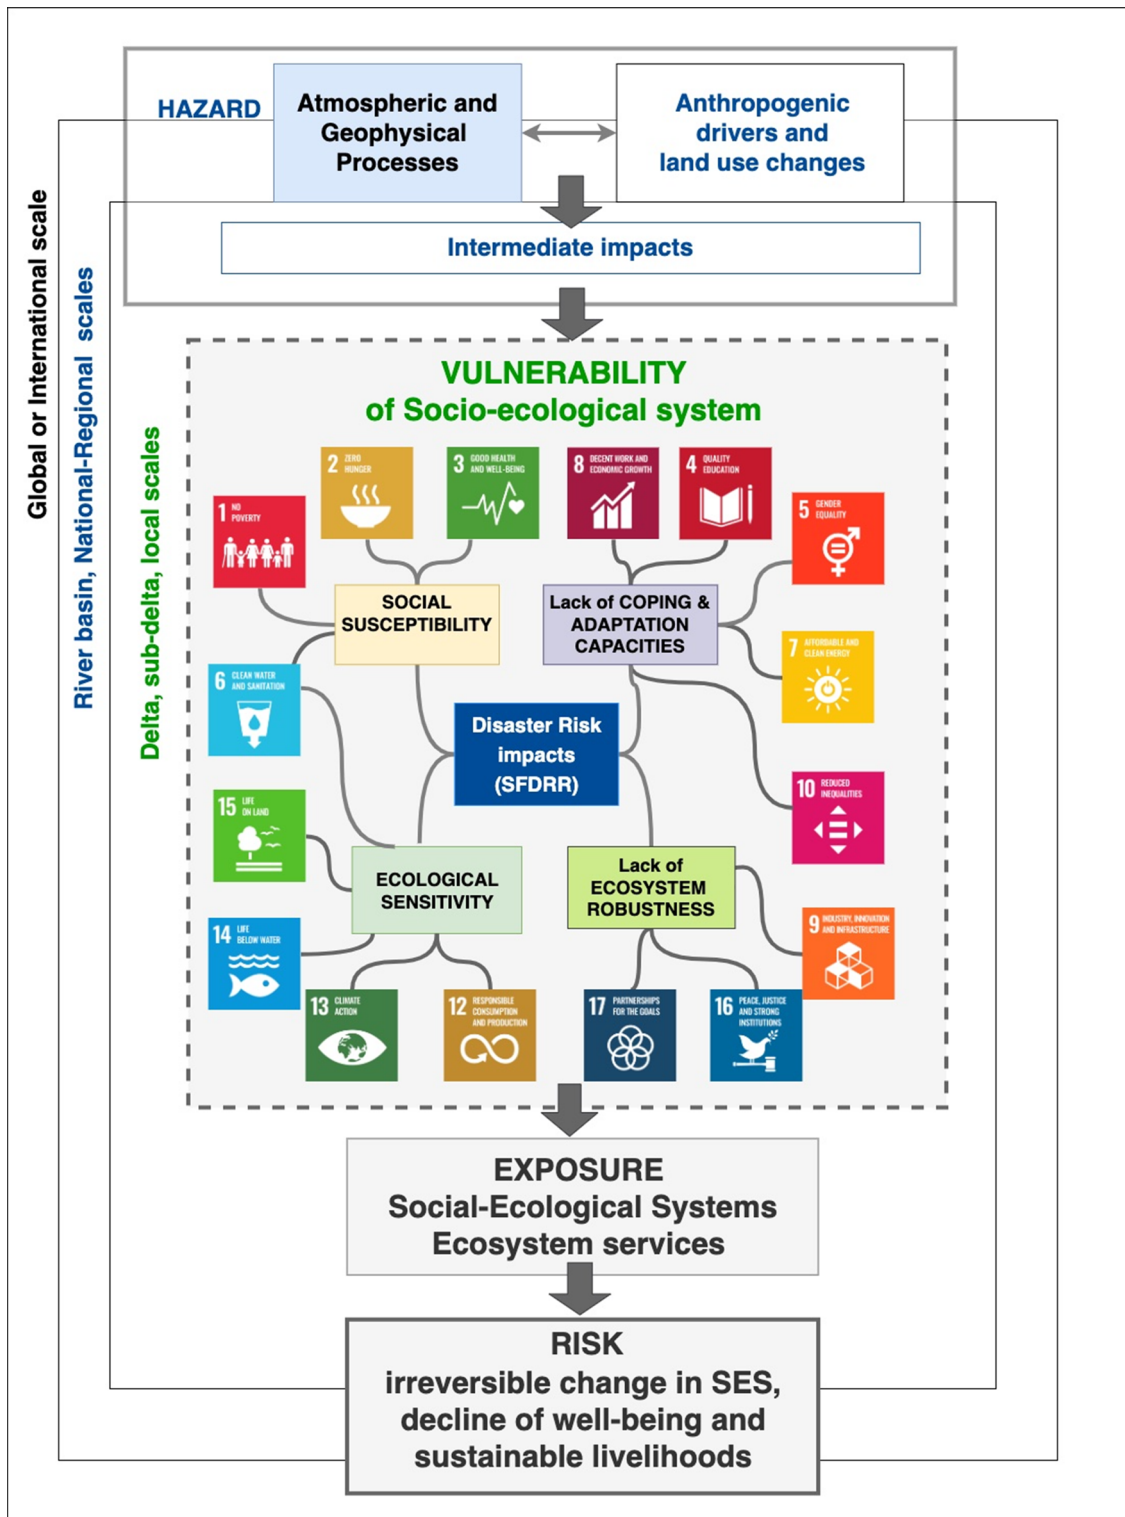 HAZARD
Atmospheric and
Geophysical
Processes
Anthropogenic
drivers and
land use changes
Intermediate impacts
Global or International scale
River basin, National-Regional scales
Delta, sub-delta, local scales
VULNERABILITY
of Socio-ecological system
1 NO
POVERTY
2 ZERO
HUNGER
3 GOOD HEALTH
AND WELL-BEING
8 DECENT WORK AND
ECONOMIC GROWTH
4 QUALITY
EDUCATION
5 GENDER
EQUALITY
SOCIAL
SUSCEPTIBILITY
Lack of COPING &
ADAPTATION
CAPACITIES
6 CLEAN WATER
AND SANITATION
7 AFFORDABLE AND
CLEAN ENERGY
Disaster Risk
impacts
(SFDRR)
15 LIFE
ON LAND
10 REDUCED
INEQUALITIES
ECOLOGICAL
SENSITIVITY
Lack of
ECOSYSTEM
ROBUSTNESS
14 LIFE
BELOW WATER
9 INDUSTRY, INNOVATION
AND INFRASTRUCTURE
13 CLIMATE
ACTION
12 RESPONSIBLE
CONSUMPTION
AND PRODUCTION
17 PARTNERSHIPS
FOR THE GOALS
16 PEACE, JUSTICE
AND STRONG
INSTITUTIONS
EXPOSURE
Social-Ecological Systems
Ecosystem services
RISK
irreversible change in SES,
decline of well-being and
sustainable livelihoods